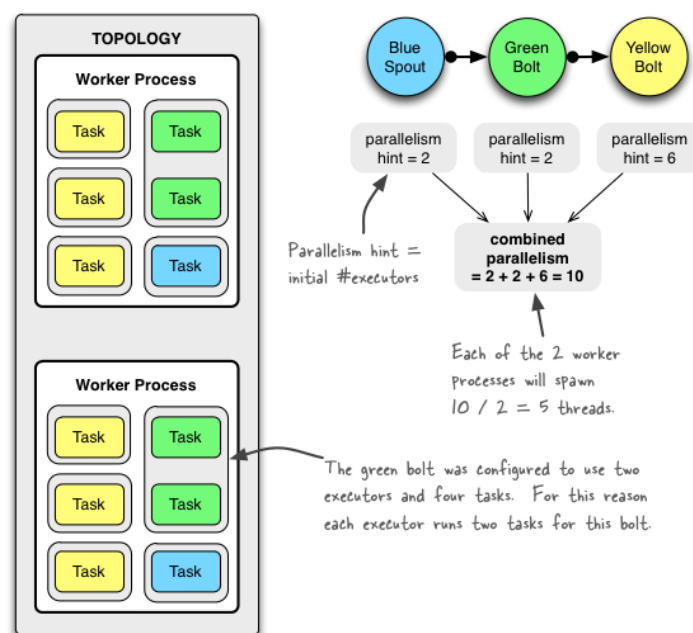 TOPOLOGY
Worker Process
Task
Task
Task
Task
Task
Task
Worker Process
Task
Task
Task
Task
Task
Task
Blue
Spout
Green
Bolt
Yellow
Bolt
parallelism
hint = 2
parallelism
hint = 2
parallelism
hint = 6
Parallelism hint =
initial #executors
combined
parallelism
= 2 + 2 + 6 = 10
Each of the 2 worker
processes will spawn
10 / 2 = 5 threads.
The green bolt was configured to use two
executors and four tasks. For this reason
each executor runs two tasks for this bolt.